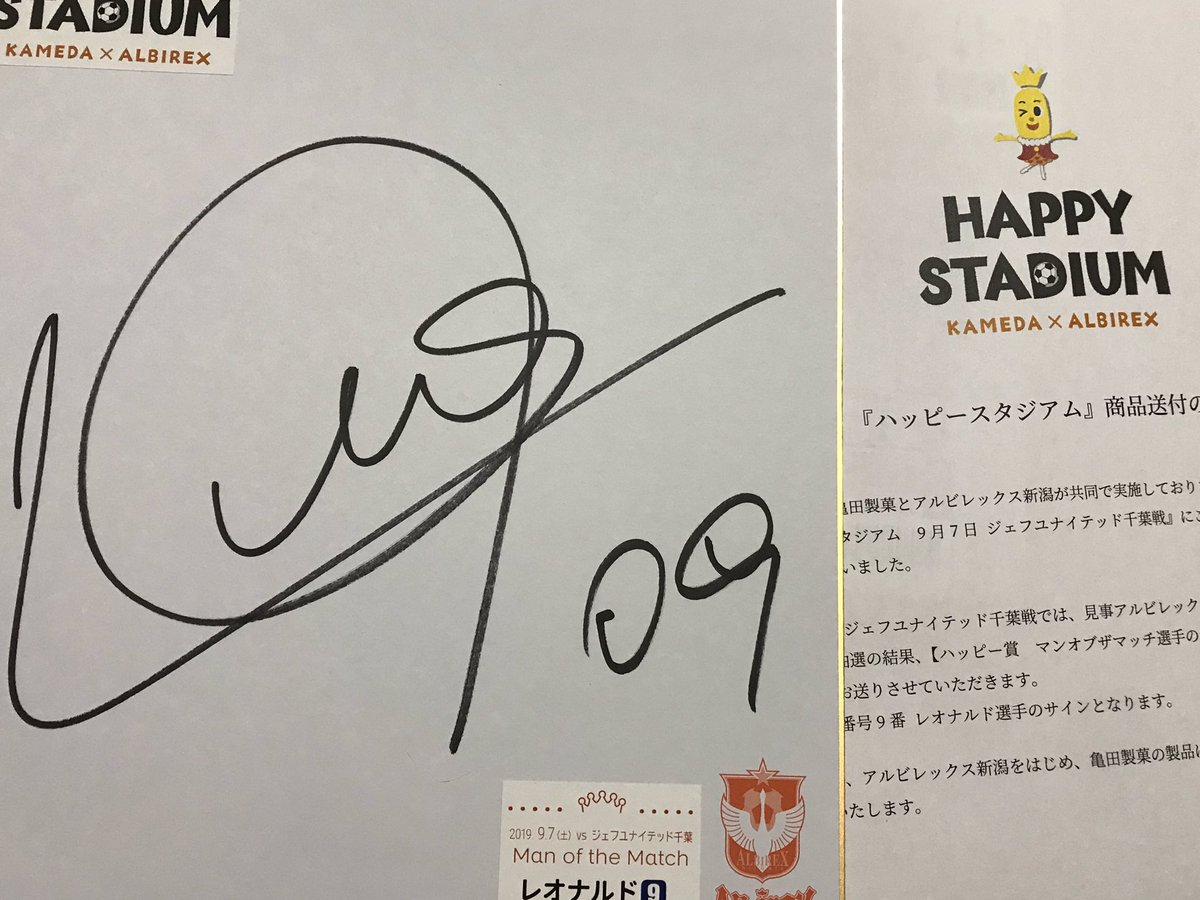 STADIUM
KAMEDA × ALBIREX
09
2019. 9.7(土) vs ジェフユナイテッド千葉
Man of the Match
レオナルド 9
ALBIREX
HAPPY
STADIUM
KAMEDA × ALBIREX
『ハッピースタジアム』商品送付の
亀田製菓とアルビレックス新潟が共同で実施しており
タジアム　9月7日 ジェフユナイテッド千葉戦』に
いました。
ジェフユナイテッド千葉戦では、見事アルビレック
抽選の結果、【ハッピー賞　マンオブザマッチ選手の
お送りさせていただきます。
番号9番 レオナルド選手のサインとなります。
、アルビレックス新潟をはじめ、亀田製菓の製品
いたします。